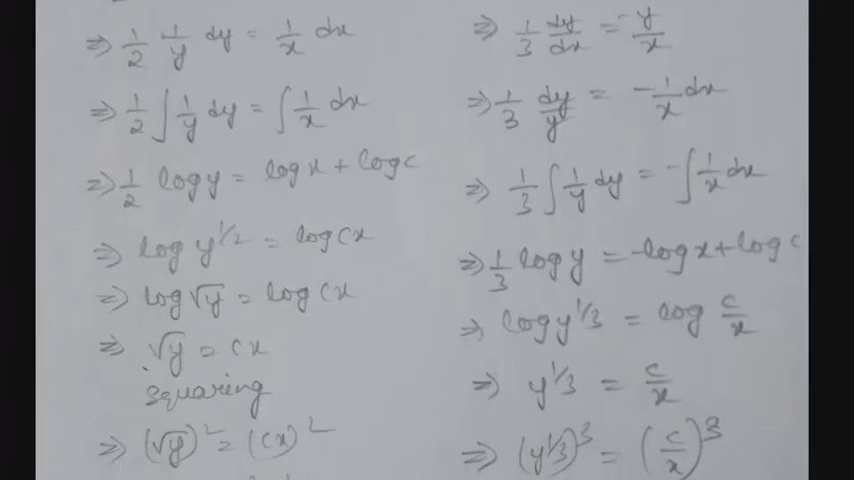 ⇒ 1/2 1/y dy = 1/x dx
⇒ 1/2 ∫ 1/y dy = ∫ 1/x dx
⇒ 1/2 log y = log x + log c
⇒ log y^1/2 = log cx
⇒ log √y = log cx
⇒ √y = cx
squaring
⇒ (√y)^2 = (cx)^2
⇒ 1/3 dy/dx = -y/x
⇒ 1/3 dy/y = -1/x dx
⇒ 1/3 ∫ 1/y dy = -∫ 1/x dx
⇒ 1/3 log y = -log x + log c
⇒ log y^1/3 = log c/x
⇒ y^1/3 = c/x
⇒ (y^1/3)^3 = (c/x)^3